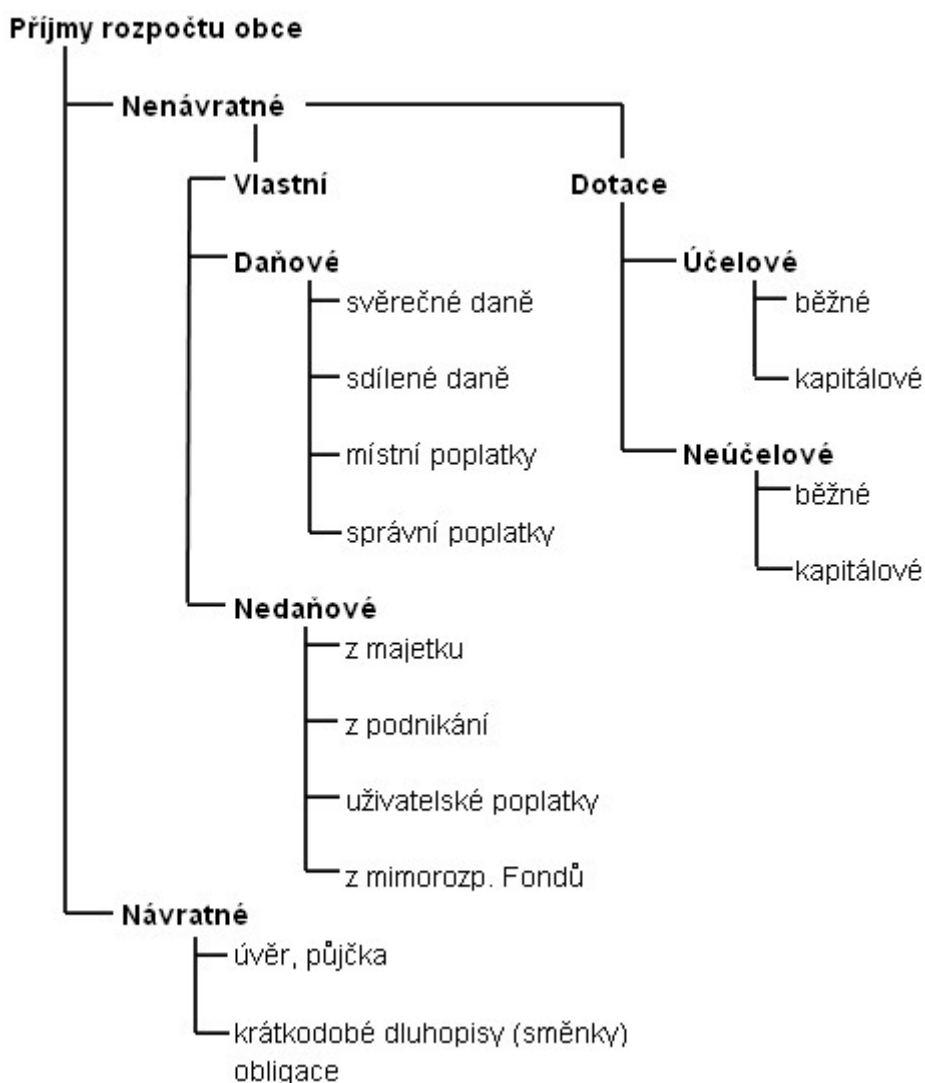 Příjmy rozpočtu obce
Nenávratné
Vlastní
Dotace
Daňové
Účelové
svěrečné daně
běžné
sdílené daně
kapitálové
místní poplatky
Neúčelové
běžné
správní poplatky
kapitálové
Nedaňové
z majetku
z podnikání
uživatelské poplatky
z mimorozp. Fondů
Návratné
úvěr, půjčka
krátkodobé dluhopisy (směnky)
obligace